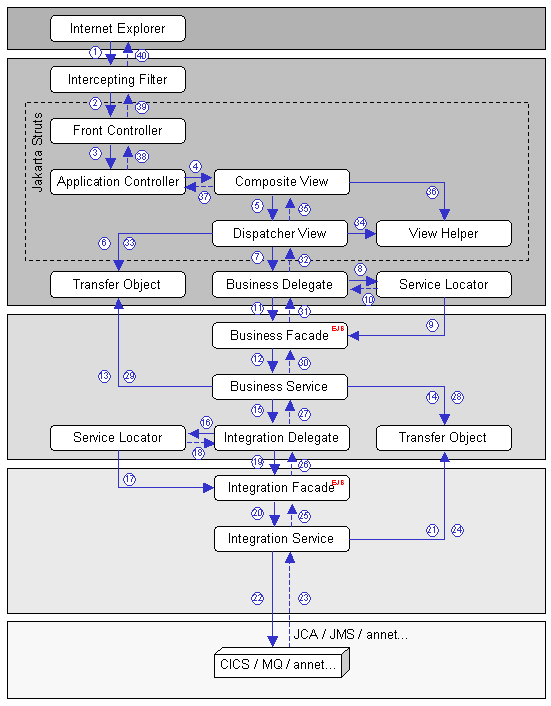 Internet Explorer
1
40
Intercepting Filter
2
39
Jakarta Struts
Front Controller
3
38
Application Controller
4
37
Composite View
36
5
35
6
33
Dispatcher View
34
View Helper
7
32
Transfer Object
Business Delegate
8
10
Service Locator
11
31
9
Business Facade
EJB
12
30
13
29
Business Service
14
28
15
27
Service Locator
16
18
Integration Delegate
Transfer Object
17
19
26
Integration Facade
EJB
20
25
21
24
Integration Service
22
23
JCA / JMS / annet...
CICS / MQ / annet...